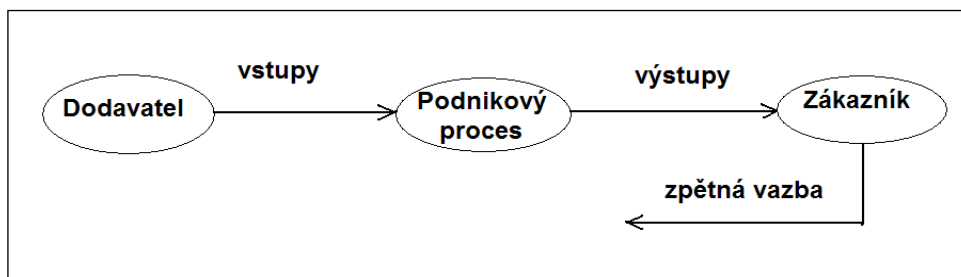 vstupy
výstupy
Dodavatel
Podnikový
proces
Zákazník
zpětná vazba